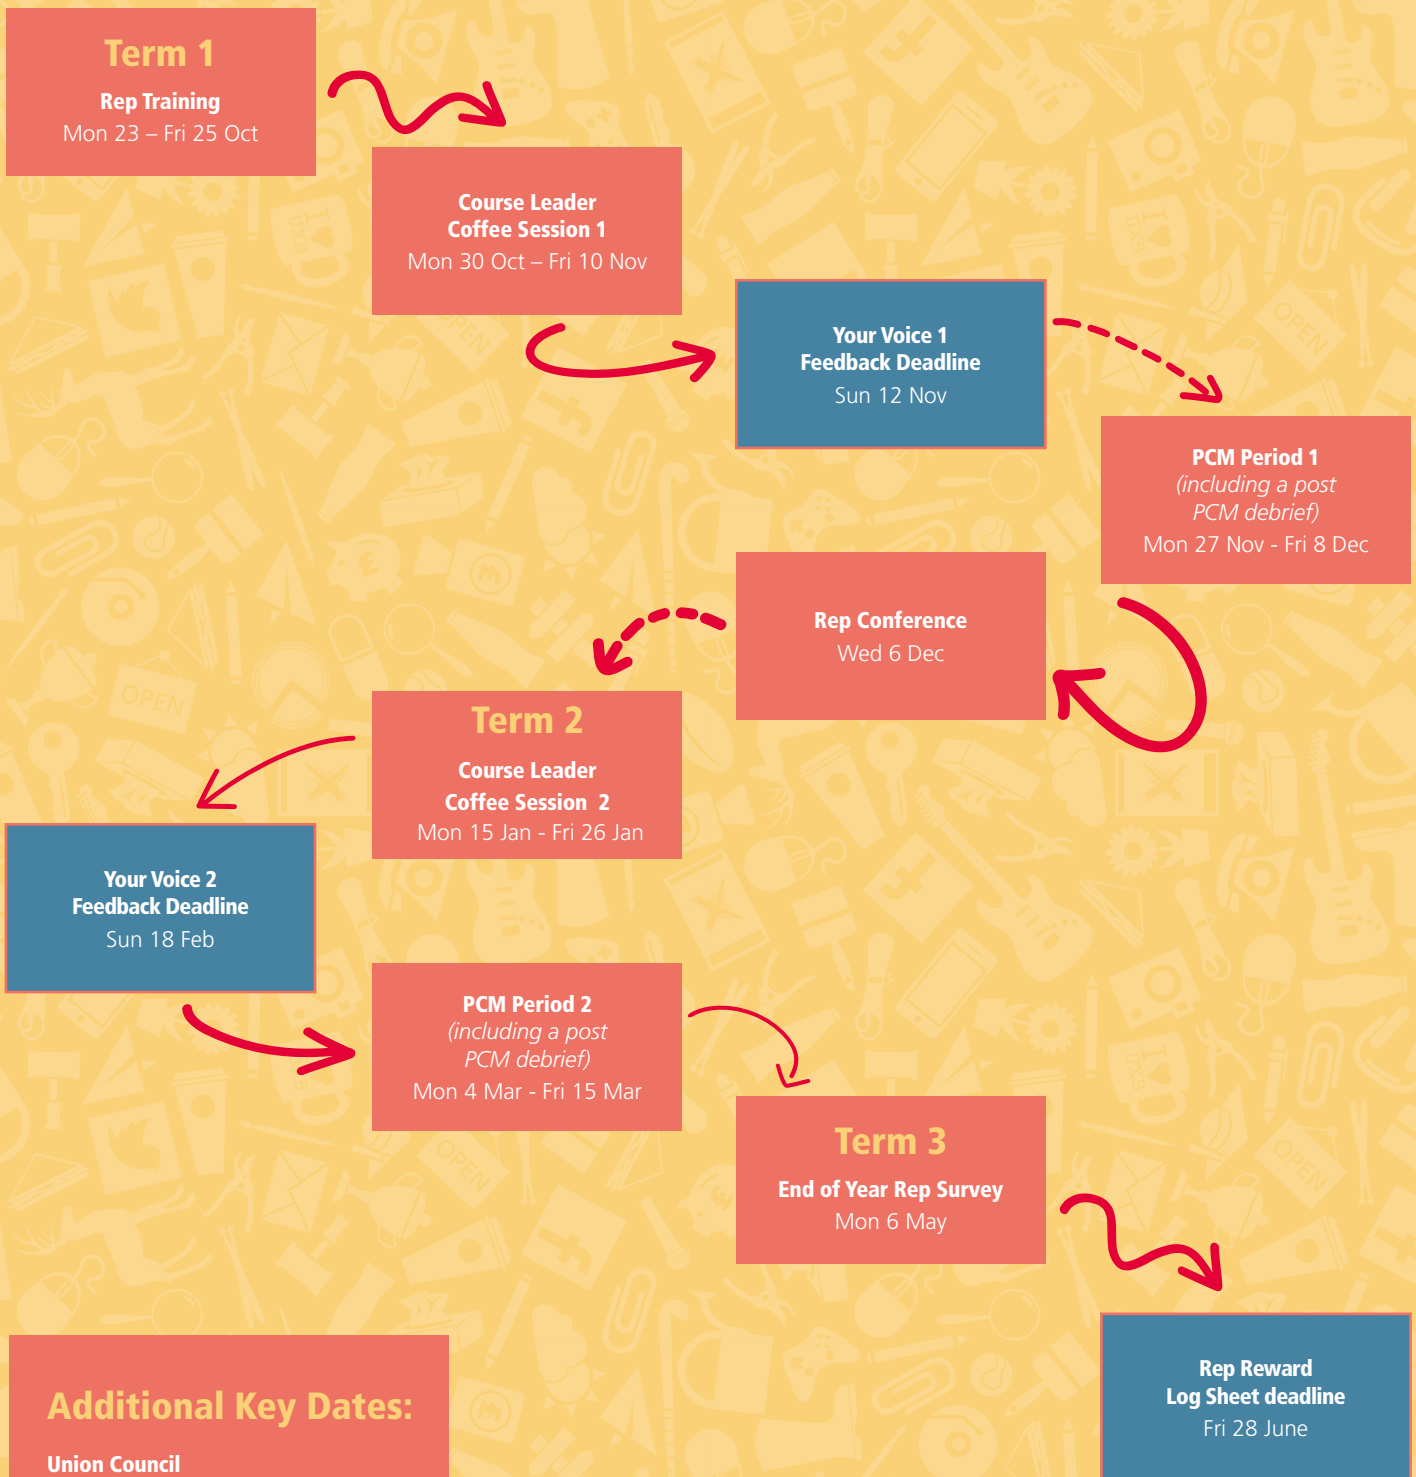 Term 1
Rep Training
Mon 23 – Fri 25 Oct
Course Leader
Coffee Session 1
Mon 30 Oct – Fri 10 Nov
Your Voice 1
Feedback Deadline
Sun 12 Nov
PCM Period 1
(including a post
PCM debrief)
Mon 27 Nov - Fri 8 Dec
Rep Conference
Wed 6 Dec
Term 2
Course Leader
Coffee Session 2
Mon 15 Jan - Fri 26 Jan
Your Voice 2
Feedback Deadline
Sun 18 Feb
PCM Period 2
(including a post
PCM debrief)
Mon 4 Mar - Fri 15 Mar
Term 3
End of Year Rep Survey
Mon 6 May
Rep Reward
Log Sheet deadline
Fri 28 June
Additional Key Dates:
Union Council